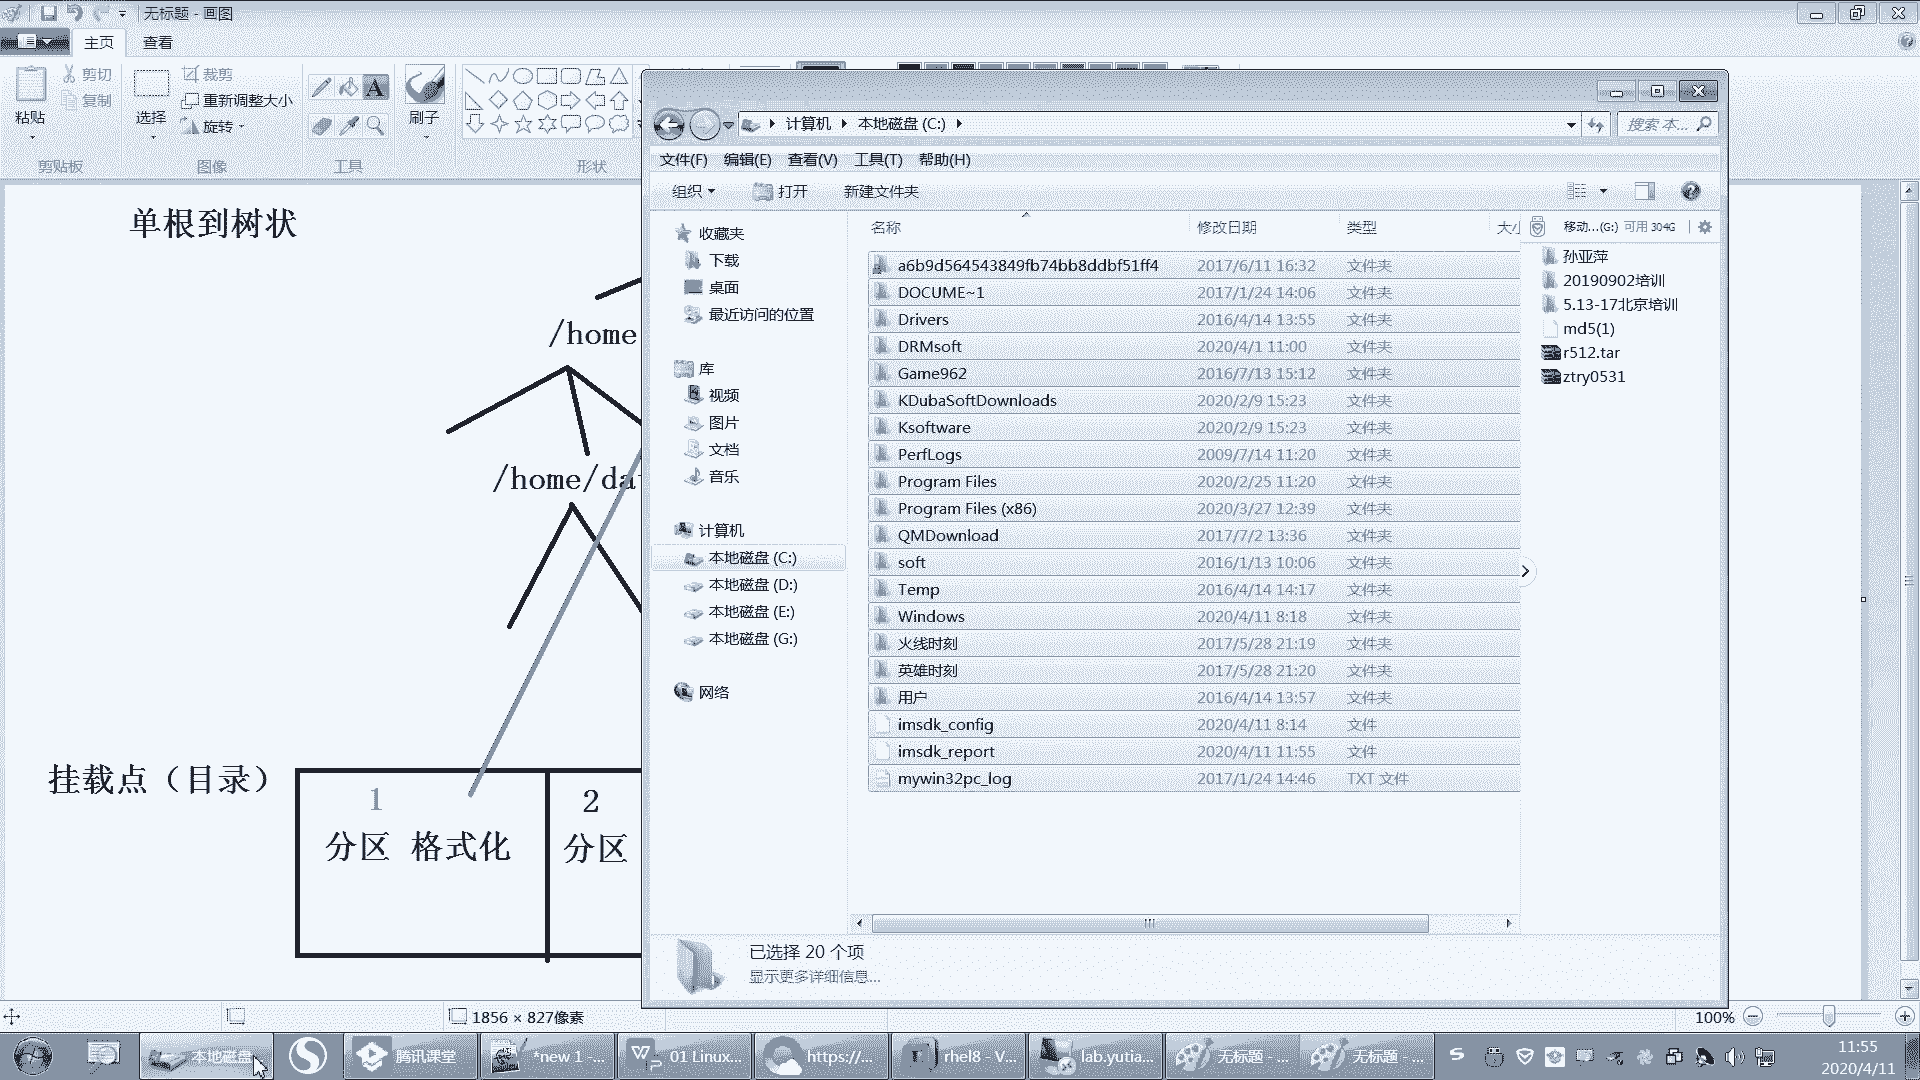 无标题 - 画图
主页 查看
粘贴
剪切
复制
剪贴板
选择
裁剪
重新调整大小
旋转
图像
A
工具
刷子
形状
单根到树状
/home
/home/da
挂载点（目录）
1
分区 格式化
2
分区
1856 × 827像素
100%
计算机 本地磁盘 (C:)
搜索 本...
文件(F) 编辑(E) 查看(V) 工具(T) 帮助(H)
组织 打开 新建文件夹
收藏夹
下载
桌面
最近访问的位置
库
视频
图片
文档
音乐
计算机
本地磁盘 (C:)
本地磁盘 (D:)
本地磁盘 (E:)
本地磁盘 (G:)
网络
名称 修改日期 类型 大小
a6b9d564543849fb74bb8ddbf51ff4 2017/6/11 16:32 文件夹
DOCUME~1 2017/1/24 14:06 文件夹
Drivers 2016/4/14 13:55 文件夹
DRMsoft 2020/4/1 11:00 文件夹
Game962 2016/7/13 15:12 文件夹
KDubaSoftDownloads 2020/2/9 15:23 文件夹
Ksoftware 2020/2/9 15:23 文件夹
PerfLogs 2009/7/14 11:20 文件夹
Program Files 2020/2/25 11:20 文件夹
Program Files (x86) 2020/3/27 12:39 文件夹
QMDownload 2017/7/2 13:36 文件夹
soft 2016/1/13 10:06 文件夹
Temp 2016/4/14 14:17 文件夹
Windows 2020/4/11 8:18 文件夹
火线时刻 2017/5/28 21:19 文件夹
英雄时刻 2017/5/28 21:20 文件夹
用户 2016/4/14 13:57 文件夹
imsdk_config 2020/4/11 8:14 文件
imsdk_report 2020/4/11 11:55 文件
mywin32pc_log 2017/1/24 14:46 TXT 文件
移动...(G:) 可用 304G
孙亚萍
20190902培训
5.13-17北京培训
md5(1)
r512.tar
ztry0531
已选择 20 个项
显示更多详细信息...
本地磁盘
腾讯课堂
*new 1 -...
01 Linux...
https://...
rhel8 - V...
lab.yutia...
无标题 - ...
无标题 - ...
11:55
2020/4/11